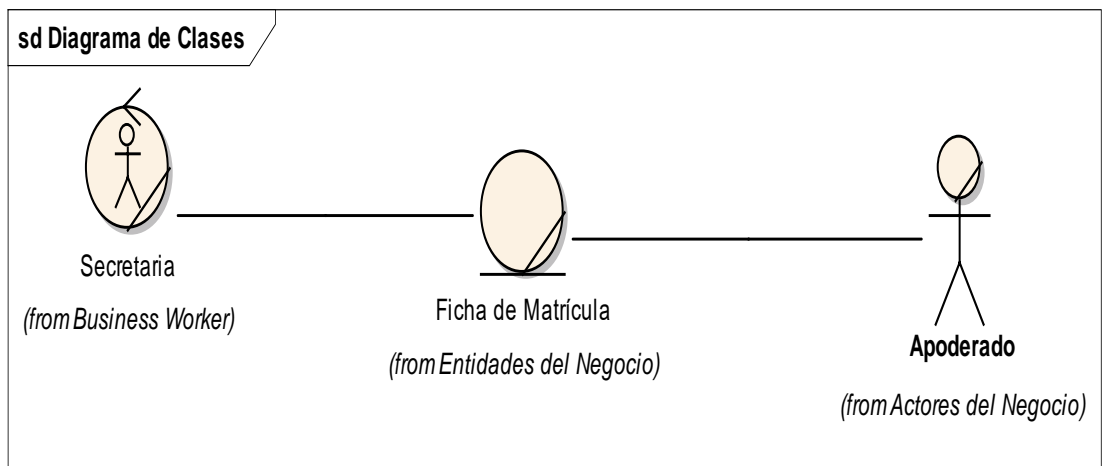 sd Diagrama de Clases
Secretaria
(from Business Worker)
Ficha de Matrícula
(from Entidades del Negocio)
Apoderado
(from Actores del Negocio)